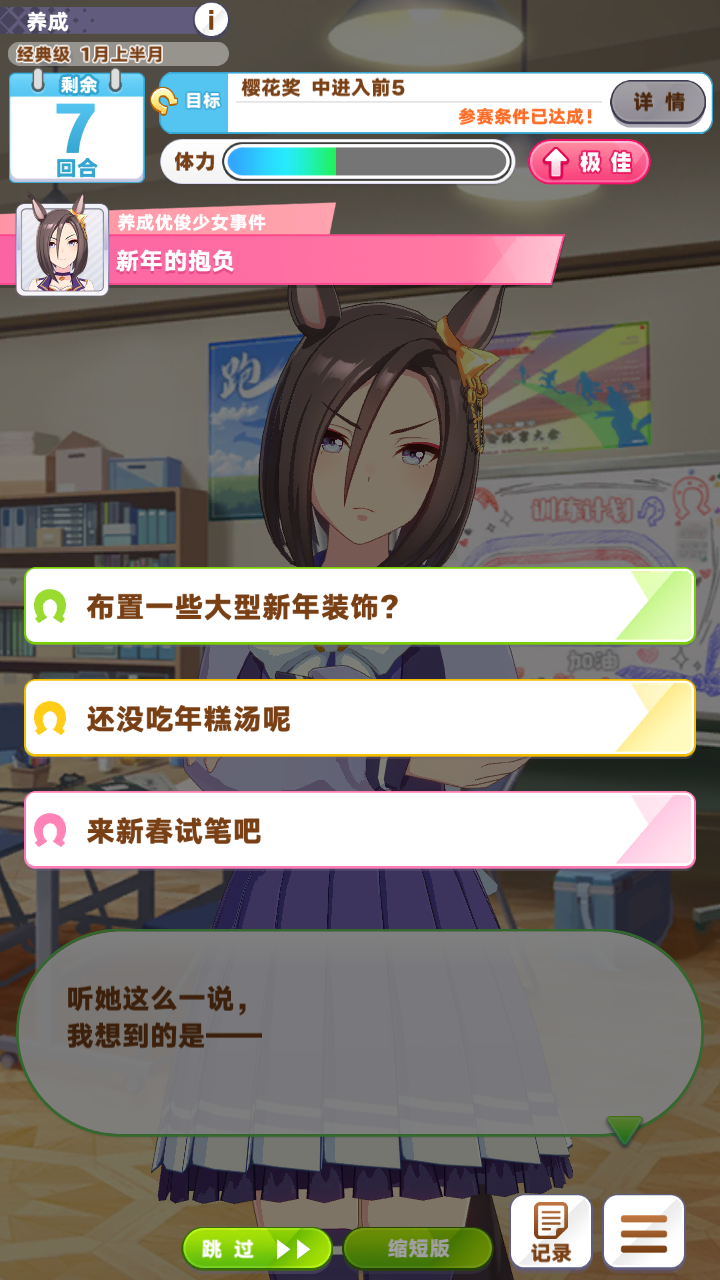 养成
i
经典级 1月上半月
剩余
7
回合
目标
樱花奖 中进入前5
参赛条件已达成!
详情
体力
极佳
养成优俊少女事件
新年的抱负
跑
训练计划
加油
布置一些大型新年装饰?
还没吃年糕汤呢
来新春试笔吧
听她这么一说，
我想到的是——
跳过
缩短版
记录